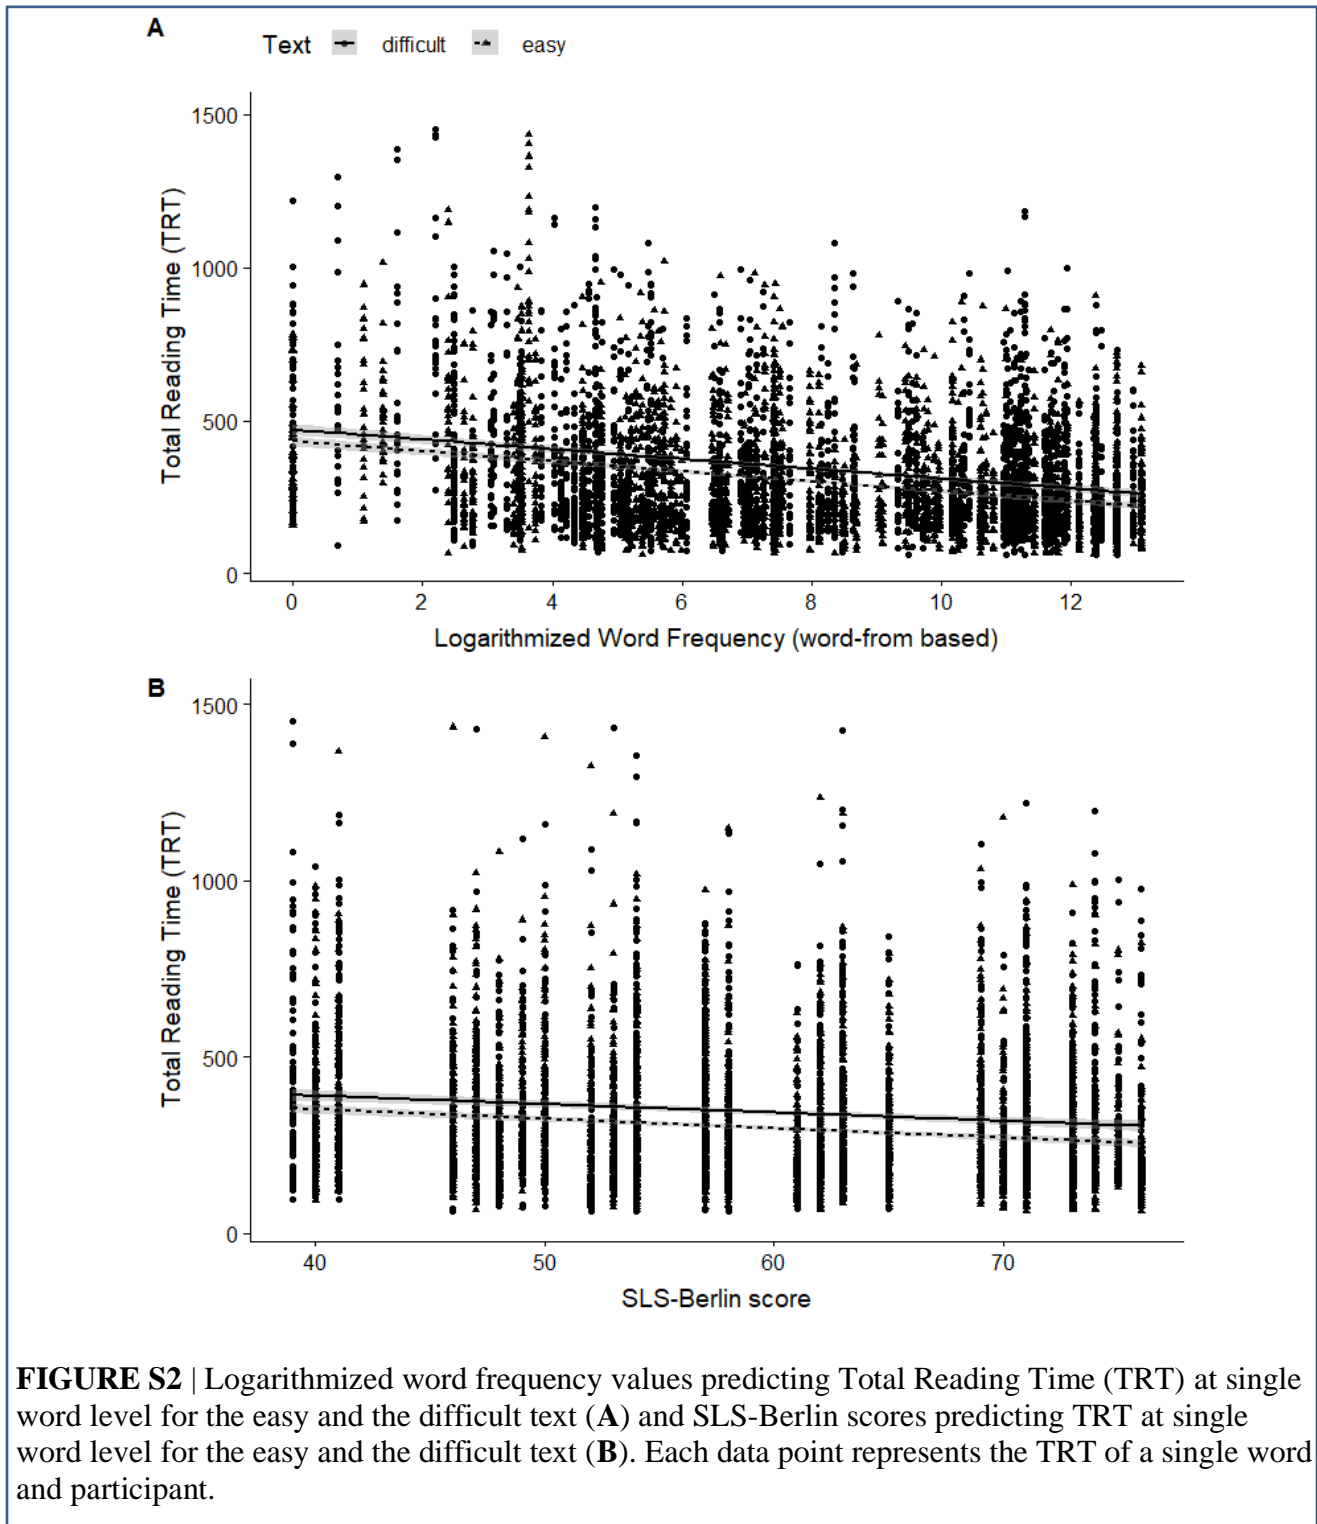 A
Text difficult easy
1500
1000
500
0
Total Reading Time (TRT)
0 2 4 6 8 10 12
Logarithmized Word Frequency (word-from based)
B
1500
1000
500
0
Total Reading Time (TRT)
40 50 60 70
SLS-Berlin score
FIGURE S2 | Logarithmized word frequency values predicting Total Reading Time (TRT) at single
word level for the easy and the difficult text (A) and SLS-Berlin scores predicting TRT at single
word level for the easy and the difficult text (B). Each data point represents the TRT of a single word
and participant.